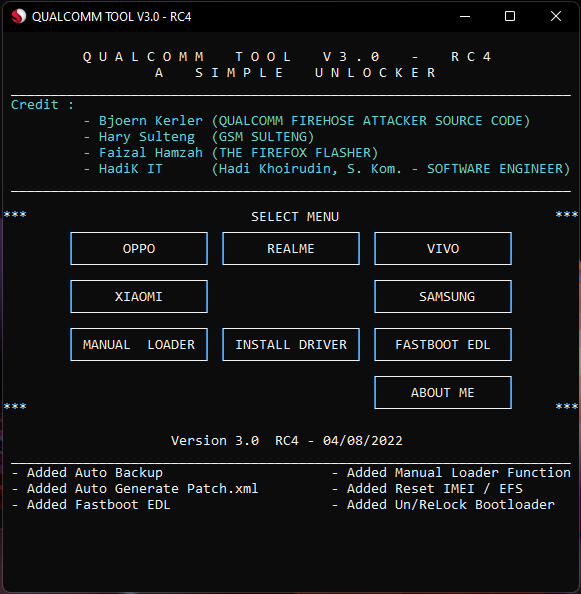 QUALCOMM TOOL V3.0 - RC4
Q U A L C O M M   T O O L   V 3 . 0   -   R C 4
A   S I M P L E   U N L O C K E R
Credit :
- Bjoern Kerler (QUALCOMM FIREHOSE ATTACKER SOURCE CODE)
- Hary Sulteng (GSM SULTENG)
- Faizal Hamzah (THE FIREFOX FLASHER)
- HadiK IT (Hadi Khoirudin, S. Kom. - SOFTWARE ENGINEER)
*** SELECT MENU ***
OPPO REALME VIVO
XIAOMI SAMSUNG
MANUAL LOADER INSTALL DRIVER FASTBOOT EDL
ABOUT ME
*** ***
Version 3.0 RC4 - 04/08/2022
- Added Auto Backup - Added Manual Loader Function
- Added Auto Generate Patch.xml - Added Reset IMEI / EFS
- Added Fastboot EDL - Added Un/ReLock Bootloader